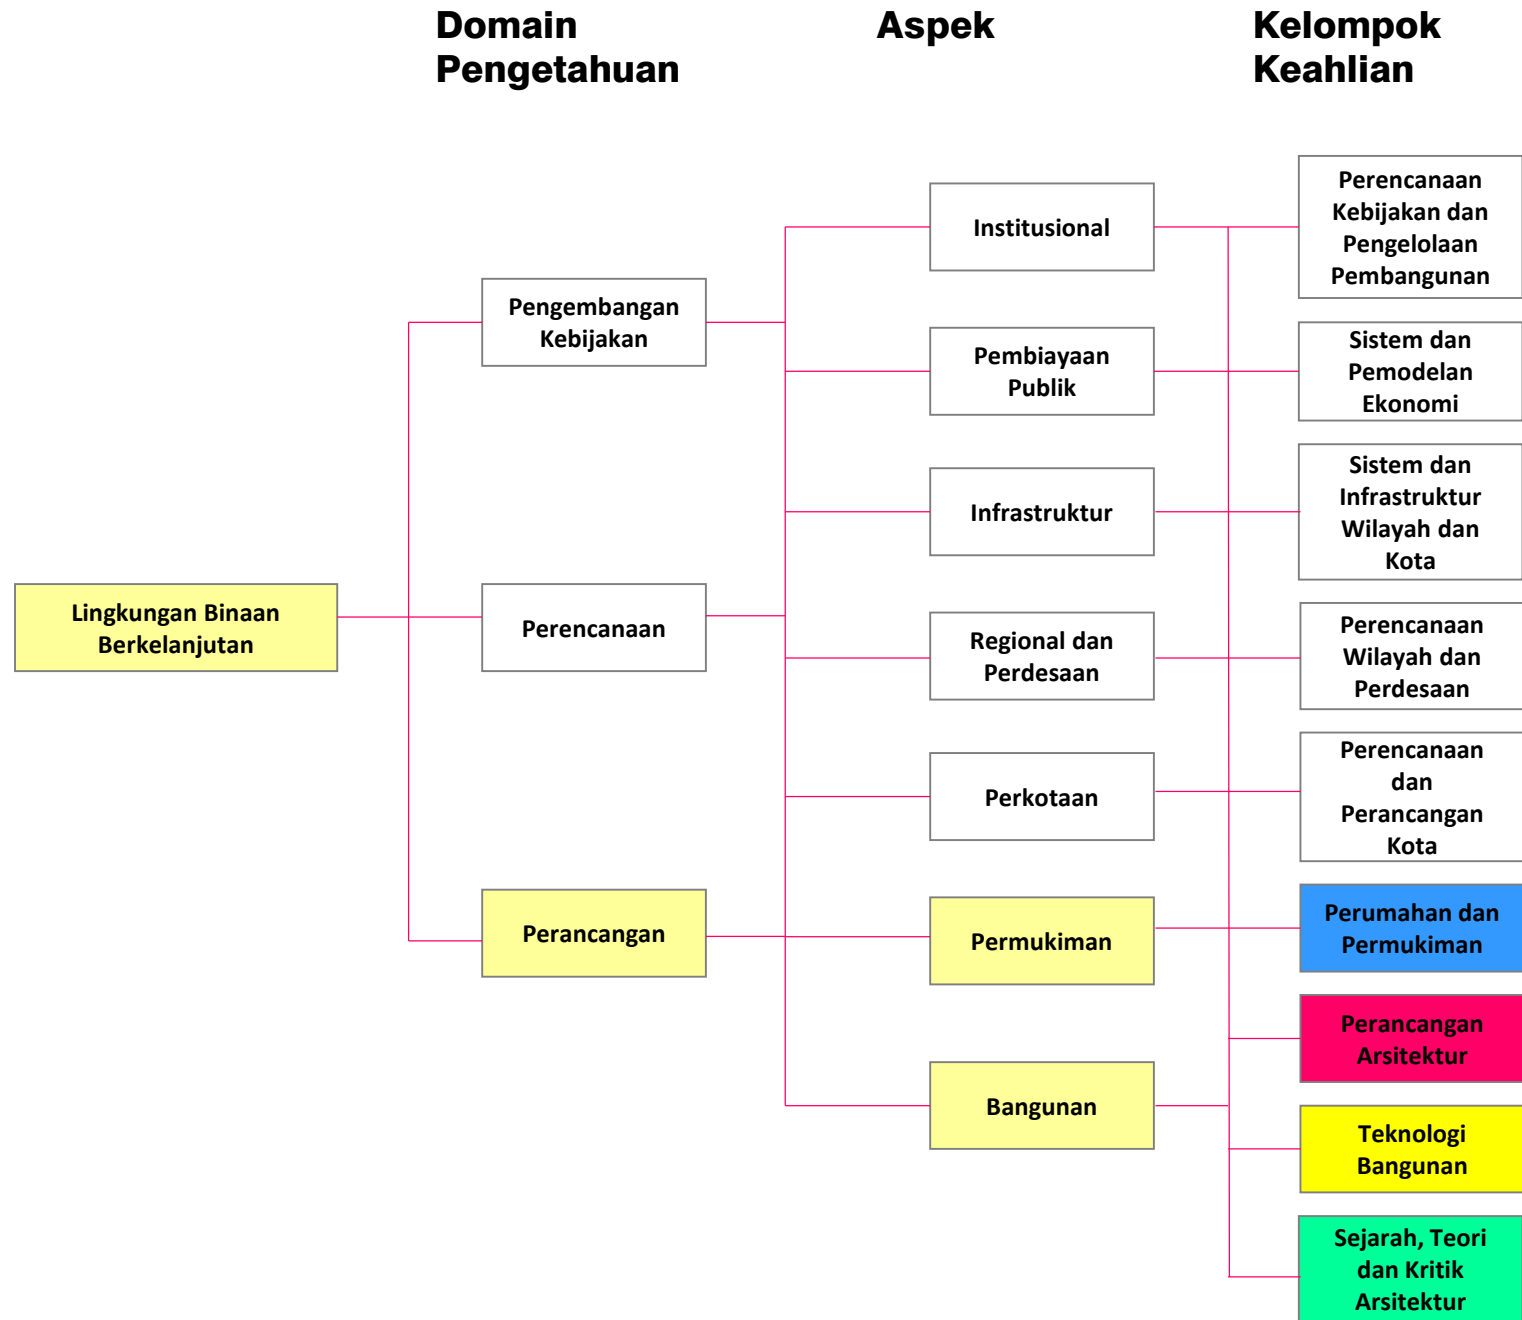 Domain
Pengetahuan
Aspek
Kelompok
Keahlian
Lingkungan Binaan
Berkelanjutan
Pengembangan
Kebijakan
Perencanaan
Perancangan
Institusional
Pembiayaan
Publik
Infrastruktur
Regional dan
Perdesaan
Perkotaan
Permukiman
Bangunan
Perencanaan
Kebijakan dan
Pengelolaan
Pembangunan
Sistem dan
Pemodelan
Ekonomi
Sistem dan
Infrastruktur
Wilayah dan
Kota
Perencanaan
Wilayah dan
Perdesaan
Perencanaan
dan
Perancangan
Kota
Perumahan dan
Permukiman
Perancangan
Arsitektur
Teknologi
Bangunan
Sejarah, Teori
dan Kritik
Arsitektur